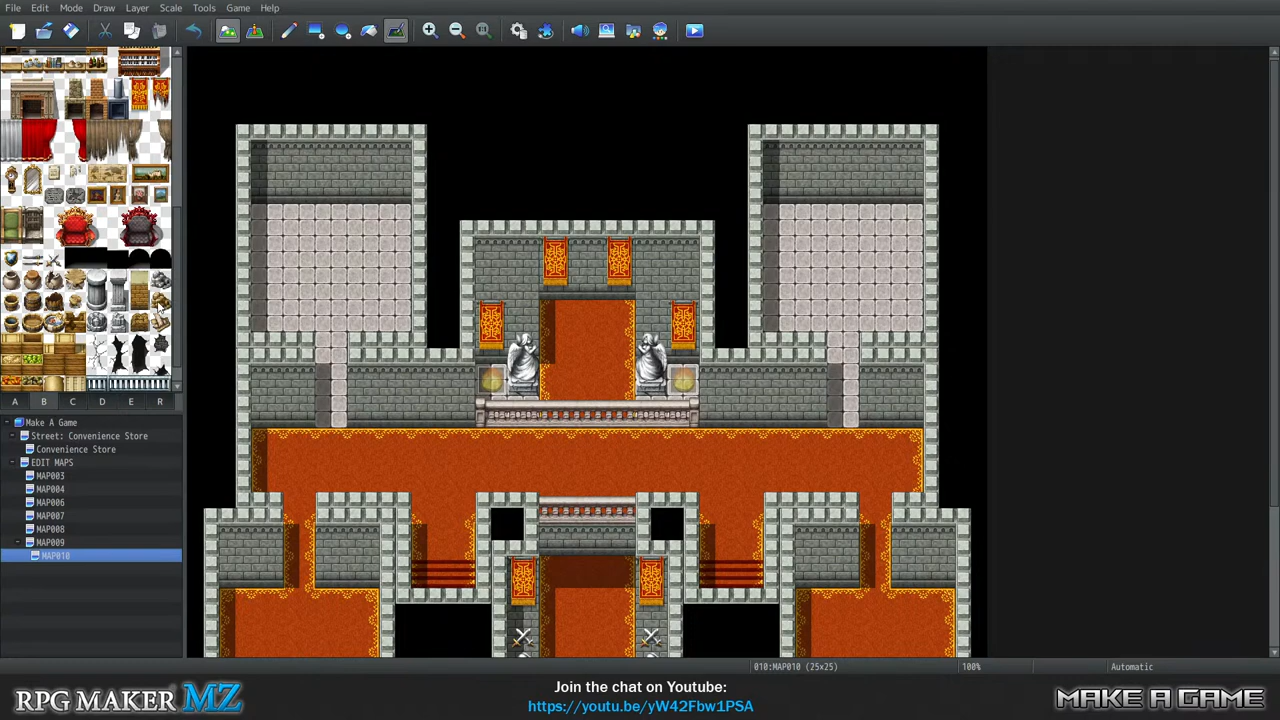 File Edit Mode Draw Layer Scale Tools Game Help
A B C D E R
Make A Game
Street: Convenience Store
Convenience Store
EDIT MAPS
MAP003
MAP004
MAP006
MAP007
MAP008
MAP009
MAP010
010:MAP010 (25x25) 100% Automatic
RPG MAKER MZ
Join the chat on Youtube:
https://youtu.be/yW42Fbw1PSA
MAKE A GAME